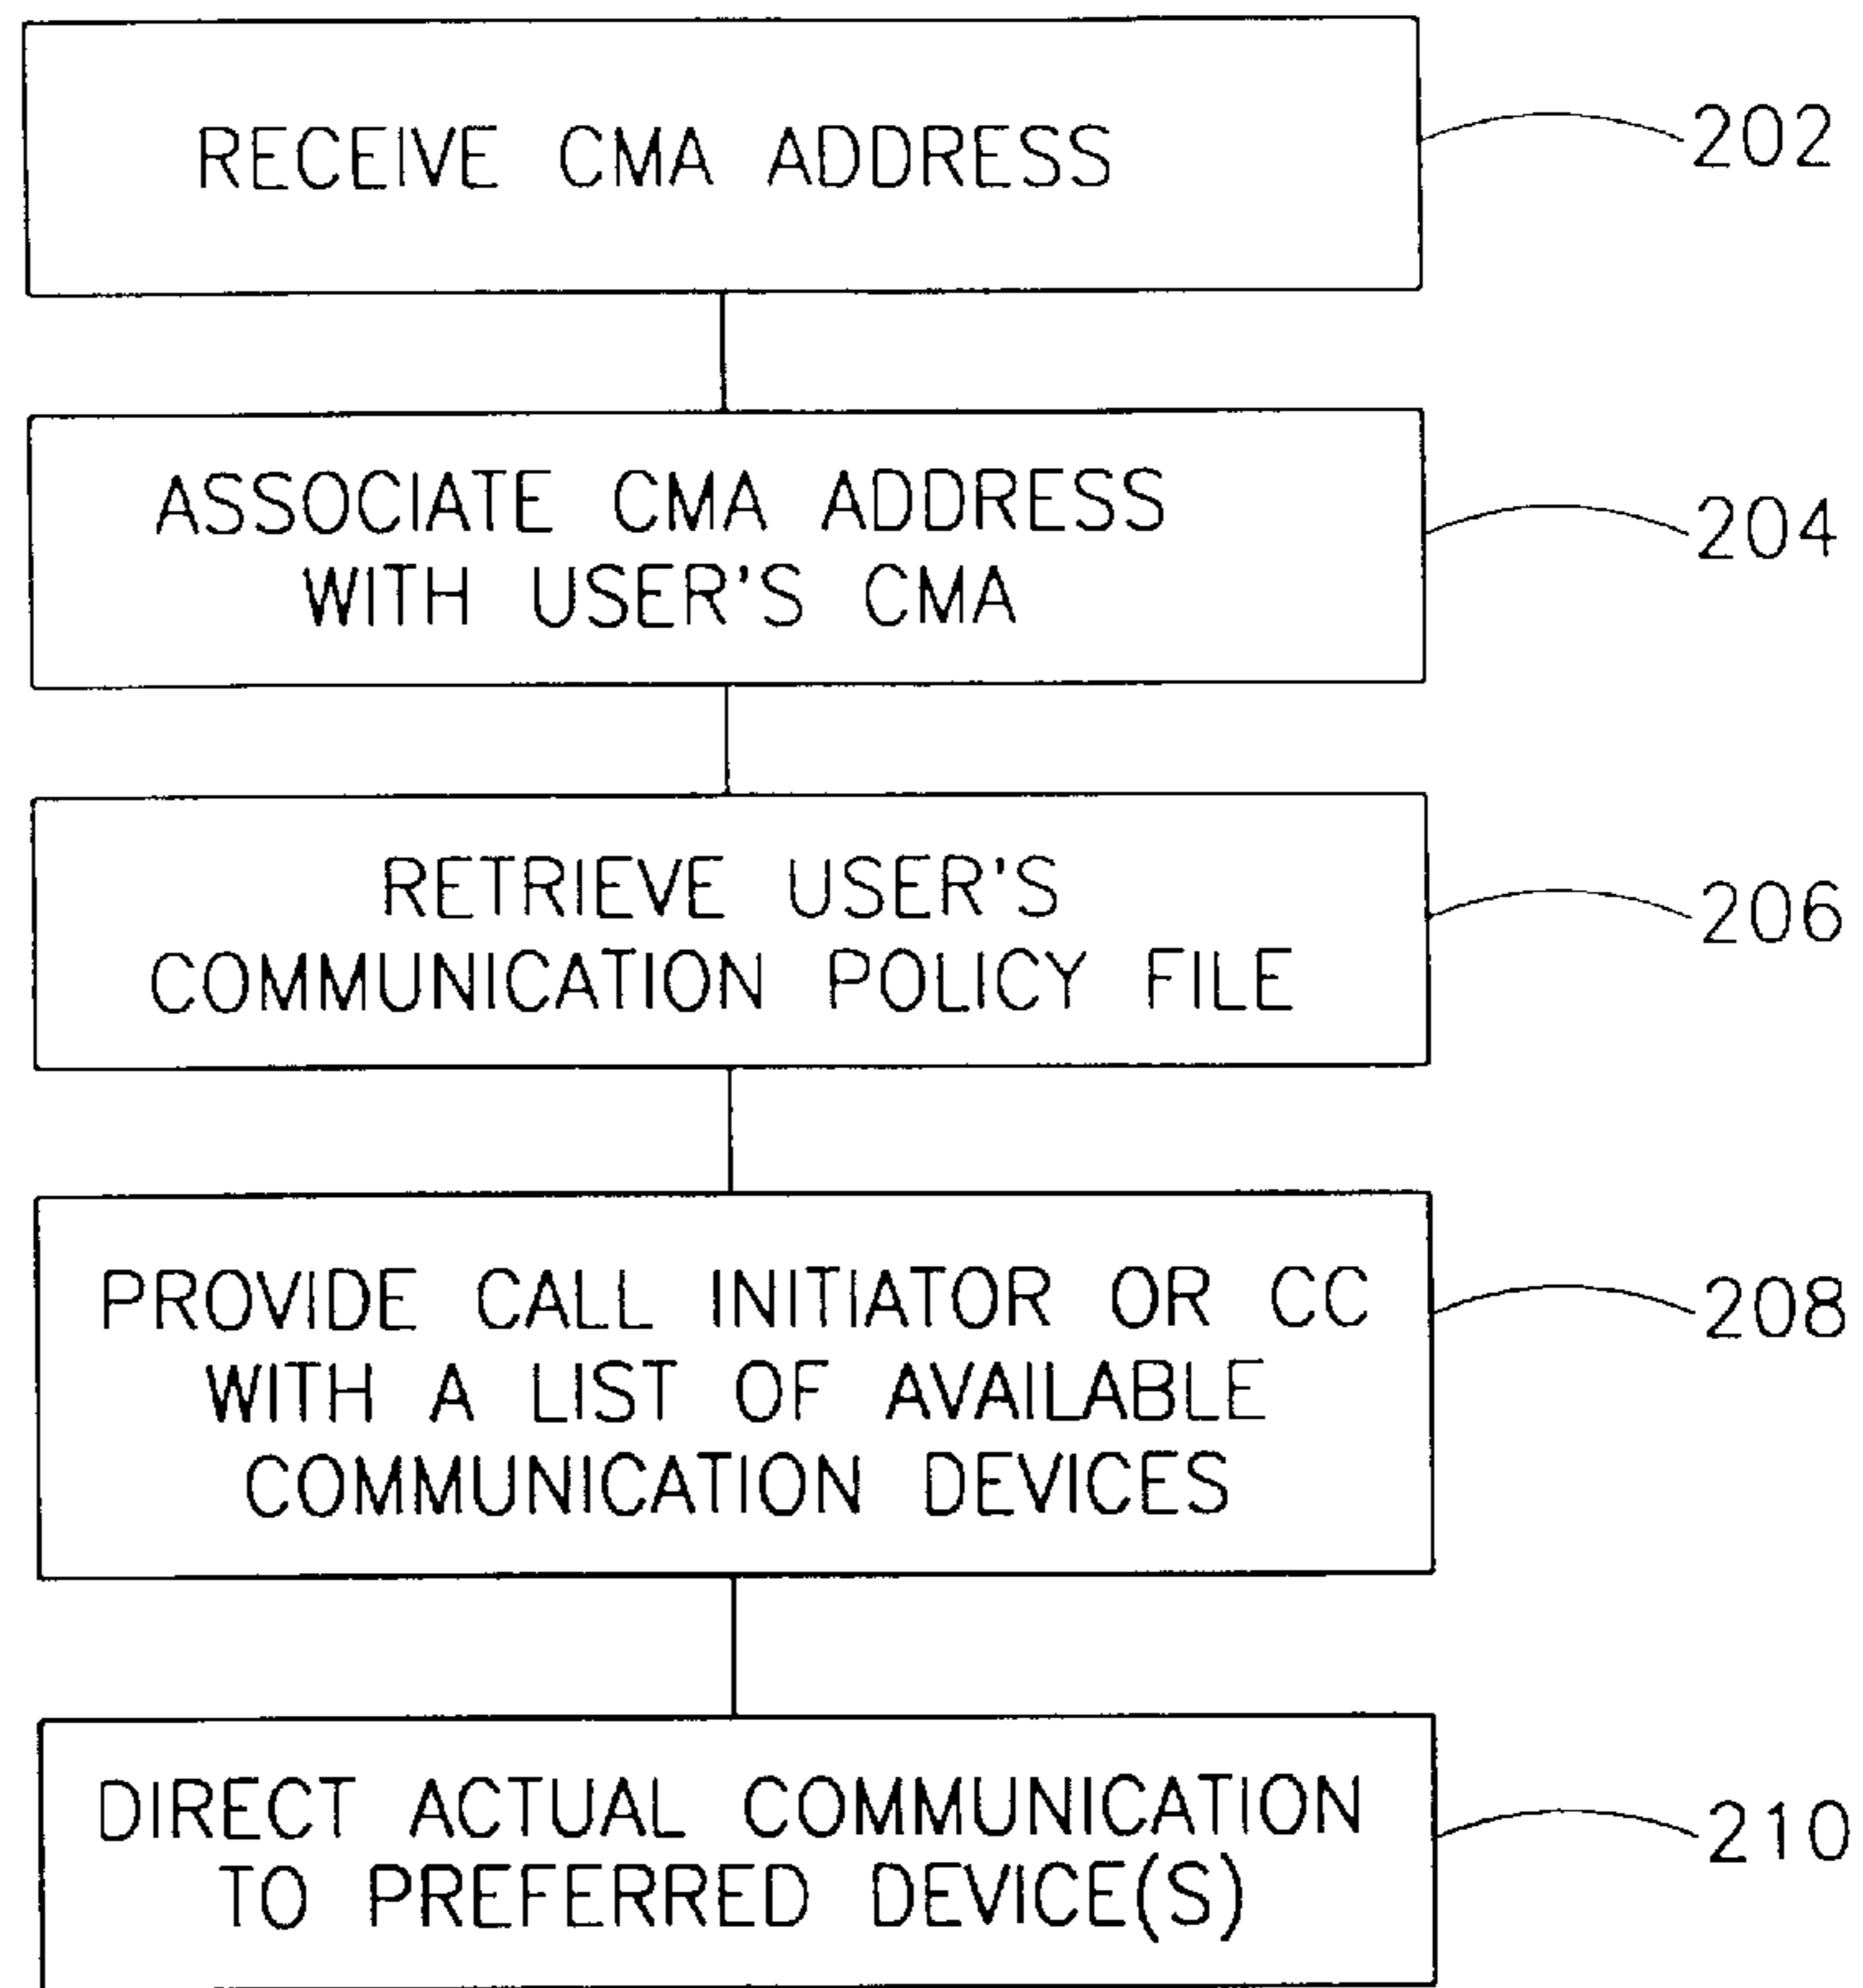 RECEIVE CMA ADDRESS
202
ASSOCIATE CMA ADDRESS
WITH USER'S CMA
204
RETRIEVE USER'S
COMMUNICATION POLICY FILE
206
PROVIDE CALL INITIATOR OR CC
WITH A LIST OF AVAILABLE
COMMUNICATION DEVICES
208
DIRECT ACTUAL COMMUNICATION
TO PREFERRED DEVICE(S)
210